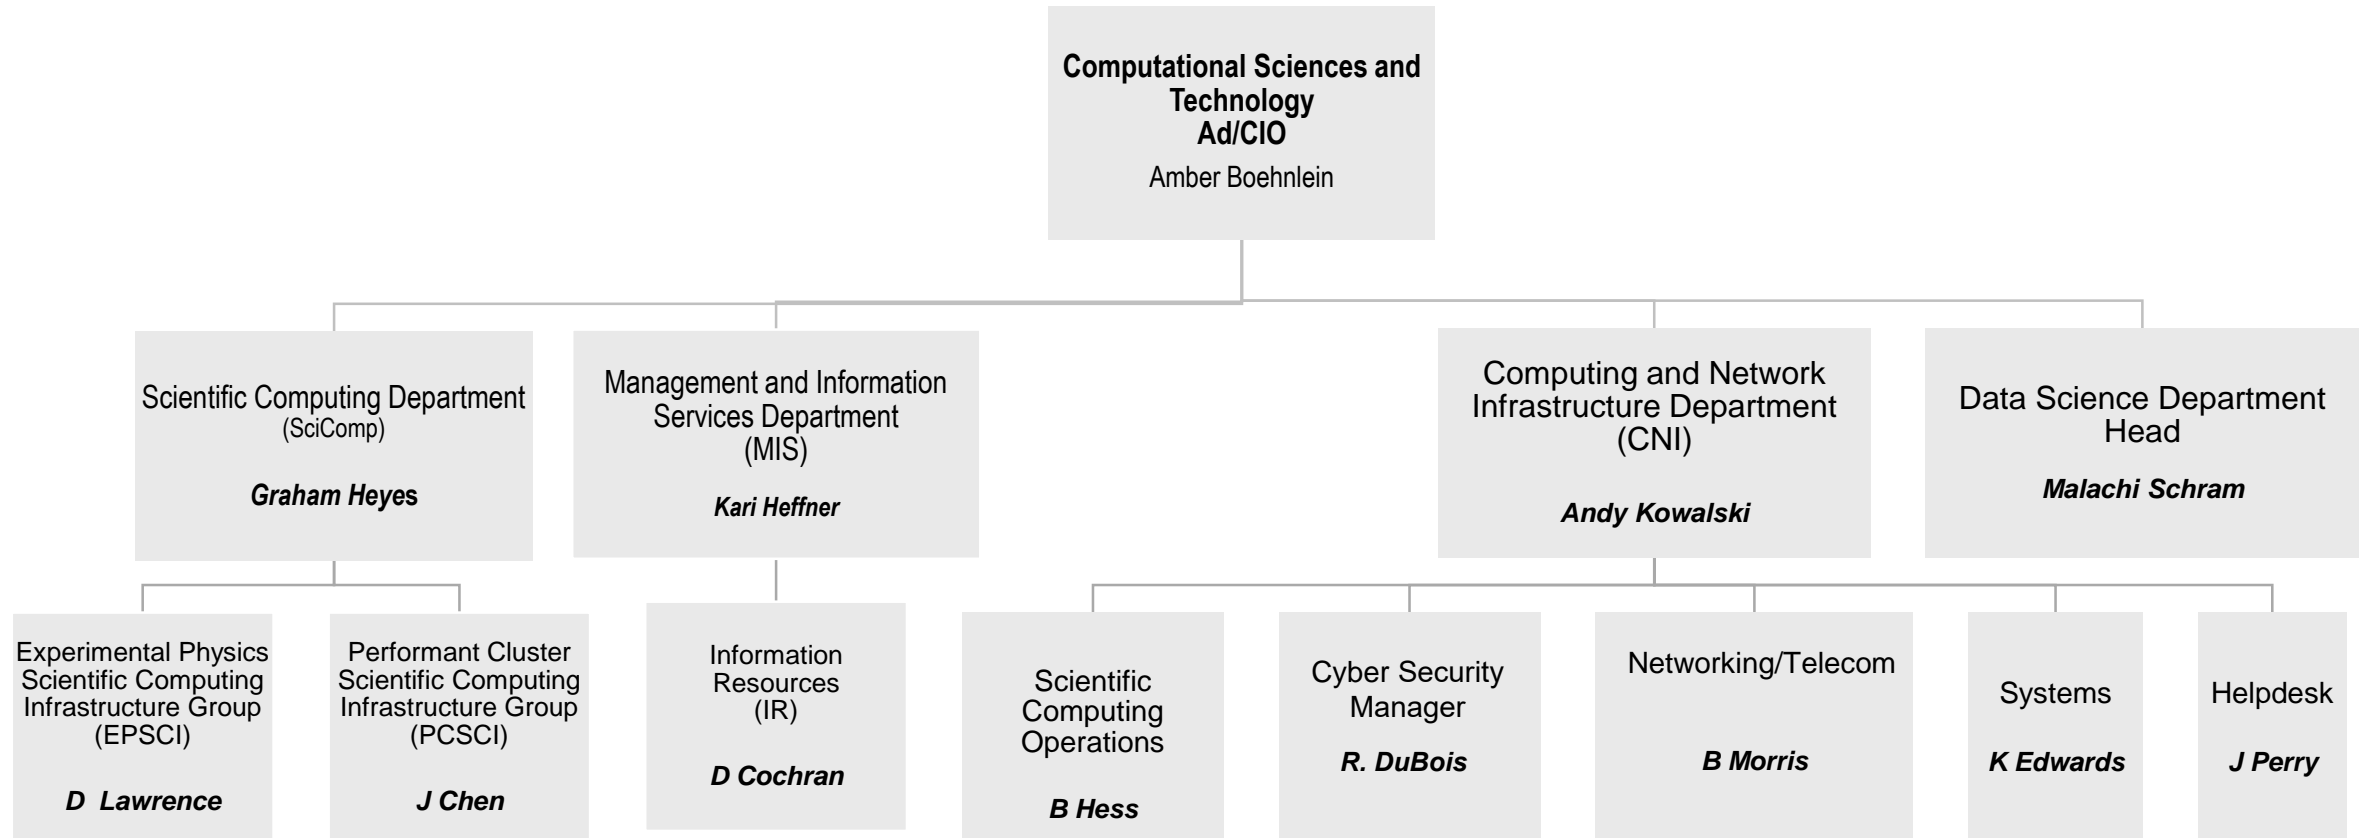 Computational Sciences and
Technology
Ad/CIO
Amber Boehnlein
Scientific Computing Department
(SciComp)
Graham Heyes
Management and Information
Services Department
(MIS)
Kari Heffner
Computing and Network
Infrastructure Department
(CNI)
Andy Kowalski
Data Science Department
Head
Malachi Schram
Experimental Physics
Scientific Computing
Infrastructure Group
(EPSCI)
D Lawrence
Performant Cluster
Scientific Computing
Infrastructure Group
(PCSCI)
J Chen
Information
Resources
(IR)
D Cochran
Scientific
Computing
Operations
B Hess
Cyber Security
Manager
R. DuBois
Networking/Telecom
B Morris
Systems
K Edwards
Helpdesk
J Perry